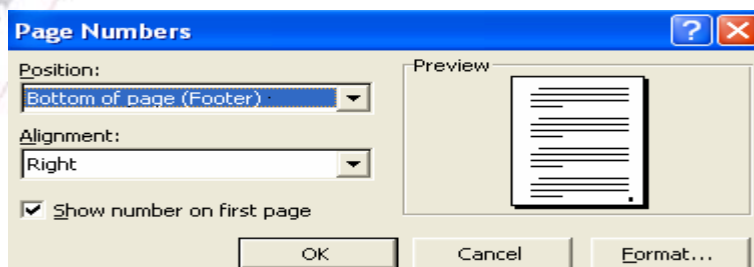 Page Numbers
Position:
Bottom of page (Footer)
Alignment:
Right
Show number on first page
Preview
OK
Cancel
Format...